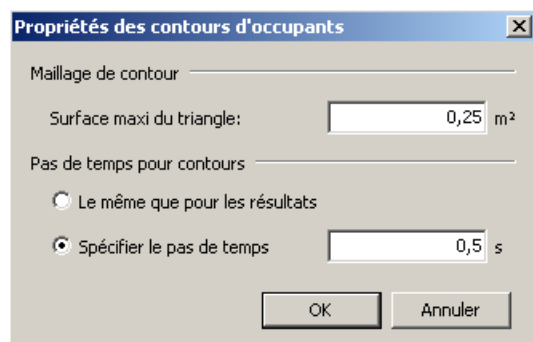 Propriétés des contours d'occupants
Maillage de contour
Surface maxi du triangle: 0,25 m²
Pas de temps pour contours
Le même que pour les résultats
Spécifier le pas de temps 0,5 s
OK Annuler